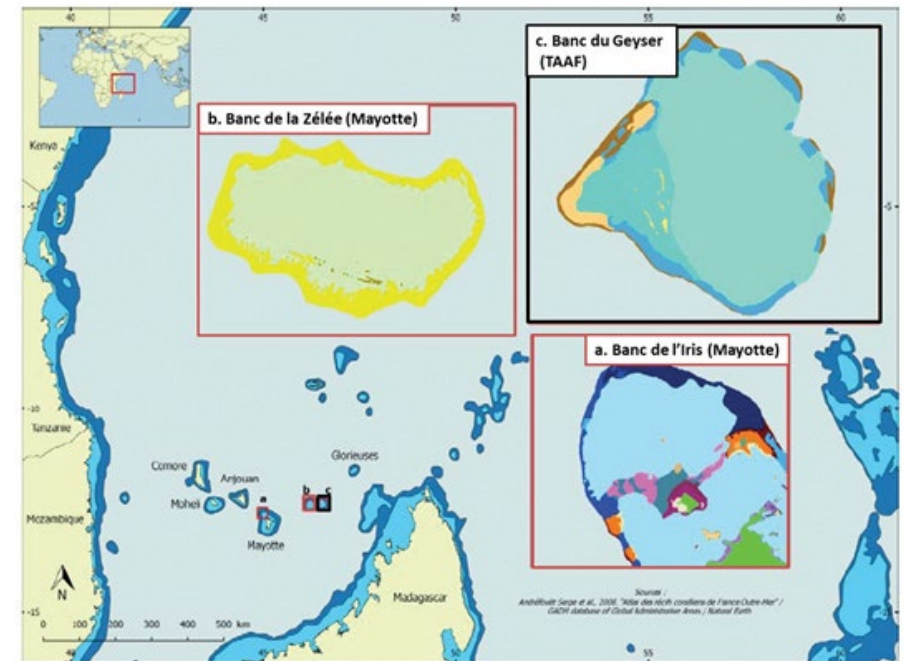 40
45
50
55
60
c. Banc du Geyser
(TAAF)
b. Banc de la Zélée (Mayotte)
Kenya
-5
-5
a. Banc de l'Iris (Mayotte)
-10
Tanzanie
Glorieuses
Comore
Anjouan
b
c
Moheli
a
Mozambique
Mayotte
N
Madagascar
Sources :
Andréfouët Serge et al., 2008. "Atlas des récifs coralliens de France Outre-Mer" /
GADM database of Global Administrative Areas / Natural Earth
-15
0 100 200 300 400 500 km
45
55